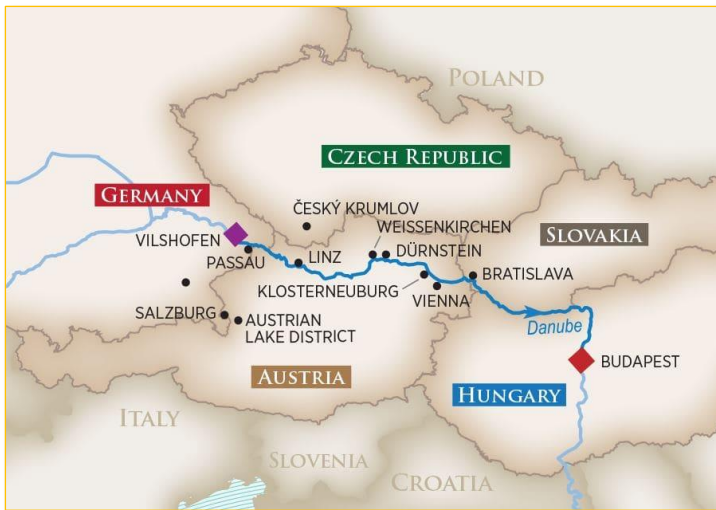 POLAND
CZECH REPUBLIC
GERMANY
ČESKÝ KRUMLOV
WEISSENKIRCHEN
SLOVAKIA
VILSHOFEN
DÜRNSTEIN
PASSAU
LINZ
BRATISLAVA
KLOSTERNEUBURG
VIENNA
SALZBURG
AUSTRIAN
LAKE DISTRICT
Danube
BUDAPEST
AUSTRIA
HUNGARY
ITALY
SLOVENIA
CROATIA